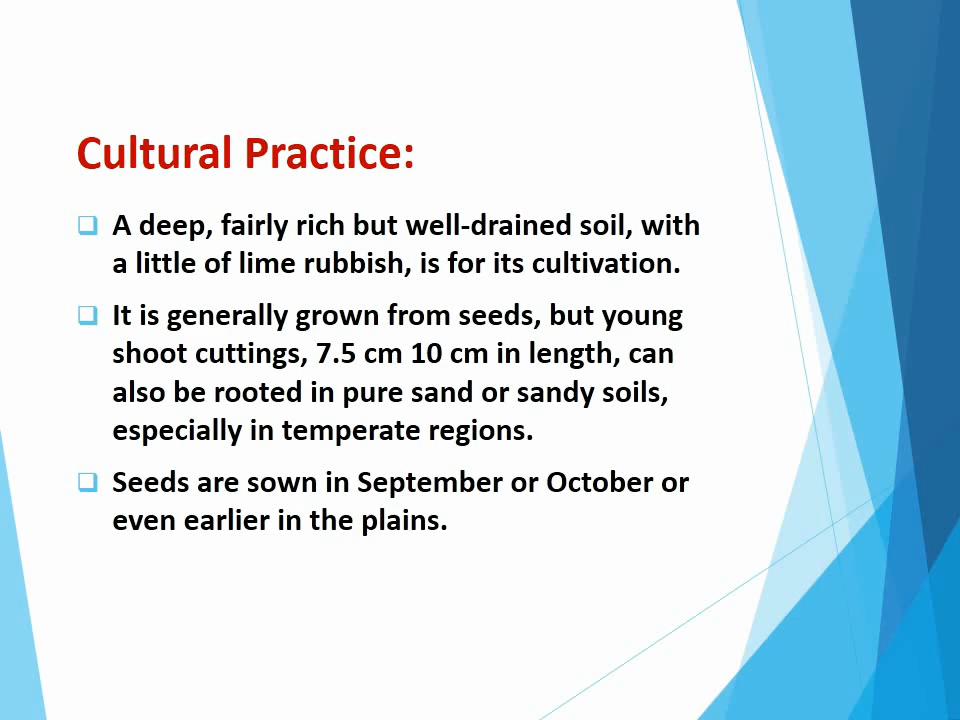 Cultural Practice:
A deep, fairly rich but well-drained soil, with
a little of lime rubbish, is for its cultivation.
It is generally grown from seeds, but young
shoot cuttings, 7.5 cm 10 cm in length, can
also be rooted in pure sand or sandy soils,
especially in temperate regions.
Seeds are sown in September or October or
even earlier in the plains.